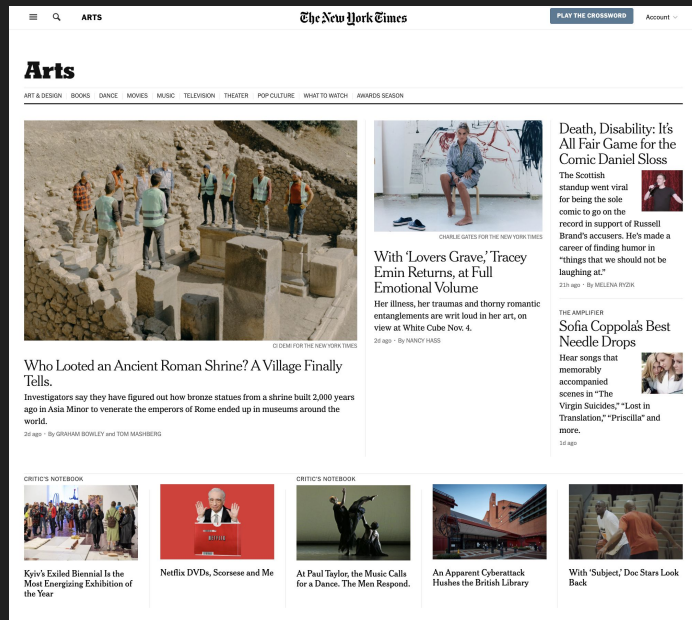 ARTS
The New York Times
PLAY THE CROSSWORD
Account
Arts
ART & DESIGN BOOKS DANCE MOVIES MUSIC TELEVISION THEATER POP CULTURE WHAT TO WATCH AWARDS SEASON
CI DEMI FOR THE NEW YORK TIMES
Who Looted an Ancient Roman Shrine? A Village Finally
Tells.
Investigators say they have figured out how bronze statues from a shrine built 2,000 years
ago in Asia Minor to venerate the emperors of Rome ended up in museums around the
world.
2d ago · By GRAHAM BOWLEY and TOM MASHBERG
CHARLIE GATES FOR THE NEW YORK TIMES
With ‘Lovers Grave,’ Tracey
Emin Returns, at Full
Emotional Volume
Her illness, her traumas and thorny romantic
entanglements are writ loud in her art, on
view at White Cube Nov. 4.
2d ago · By NANCY HASS
Death, Disability: It’s
All Fair Game for the
Comic Daniel Sloss
The Scottish
standup went viral
for being the sole
comic to go on the
record in support of Russell
Brand’s accusers. He’s made a
career of finding humor in
“things that we should not be
laughing at.”
21h ago · By MELENA RYZIK
THE AMPLIFIER
Sofia Coppola’s Best
Needle Drops
Hear songs that
memorably
accompanied
scenes in “The
Virgin Suicides,” “Lost in
Translation,” “Priscilla” and
more.
1d ago
CRITIC’S NOTEBOOK
Kyiv’s Exiled Biennial Is the
Most Energizing Exhibition of
the Year
Netflix DVDs, Scorsese and Me
CRITIC’S NOTEBOOK
At Paul Taylor, the Music Calls
for a Dance. The Men Respond.
An Apparent Cyberattack
Hushes the British Library
With ‘Subject,’ Doc Stars Look
Back